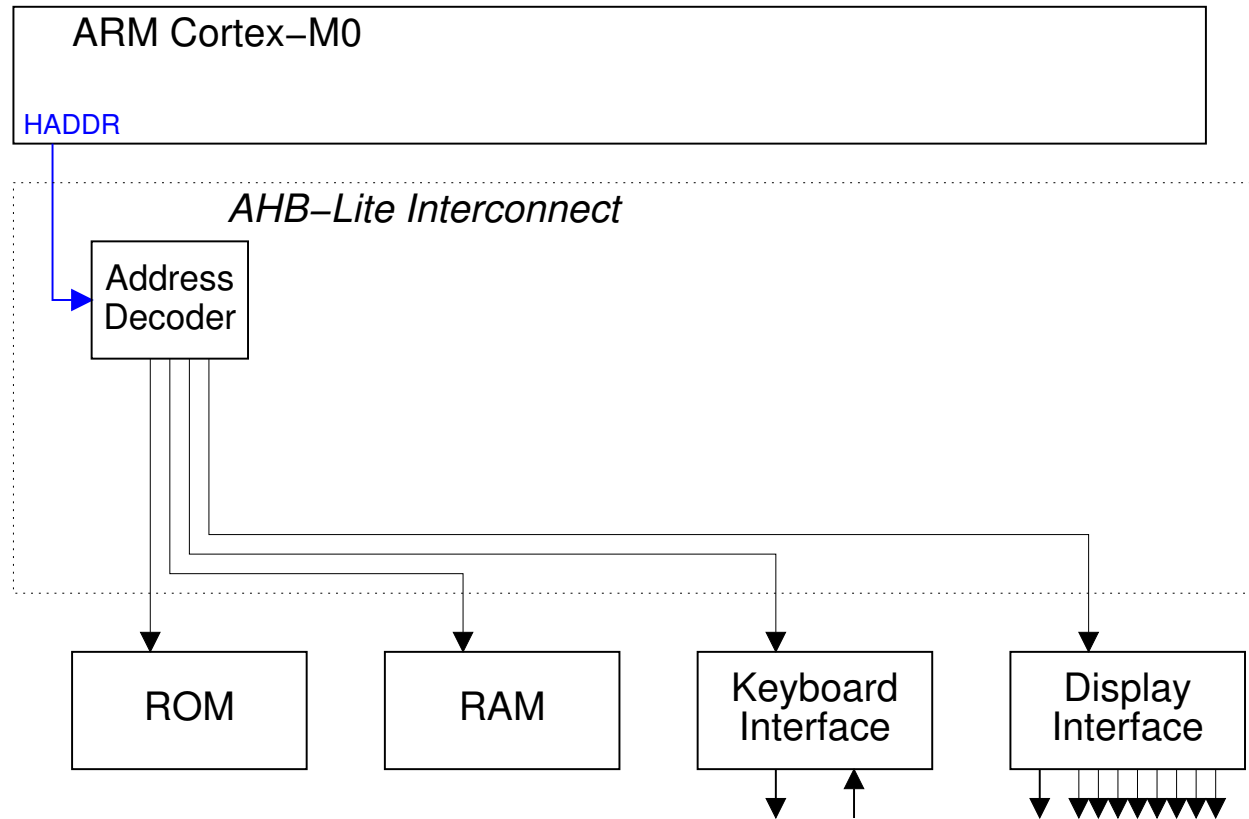 ARM Cortex–M0
HADDR
AHB–Lite Interconnect
Address
Decoder
ROM
RAM
Keyboard
Interface
Display
Interface